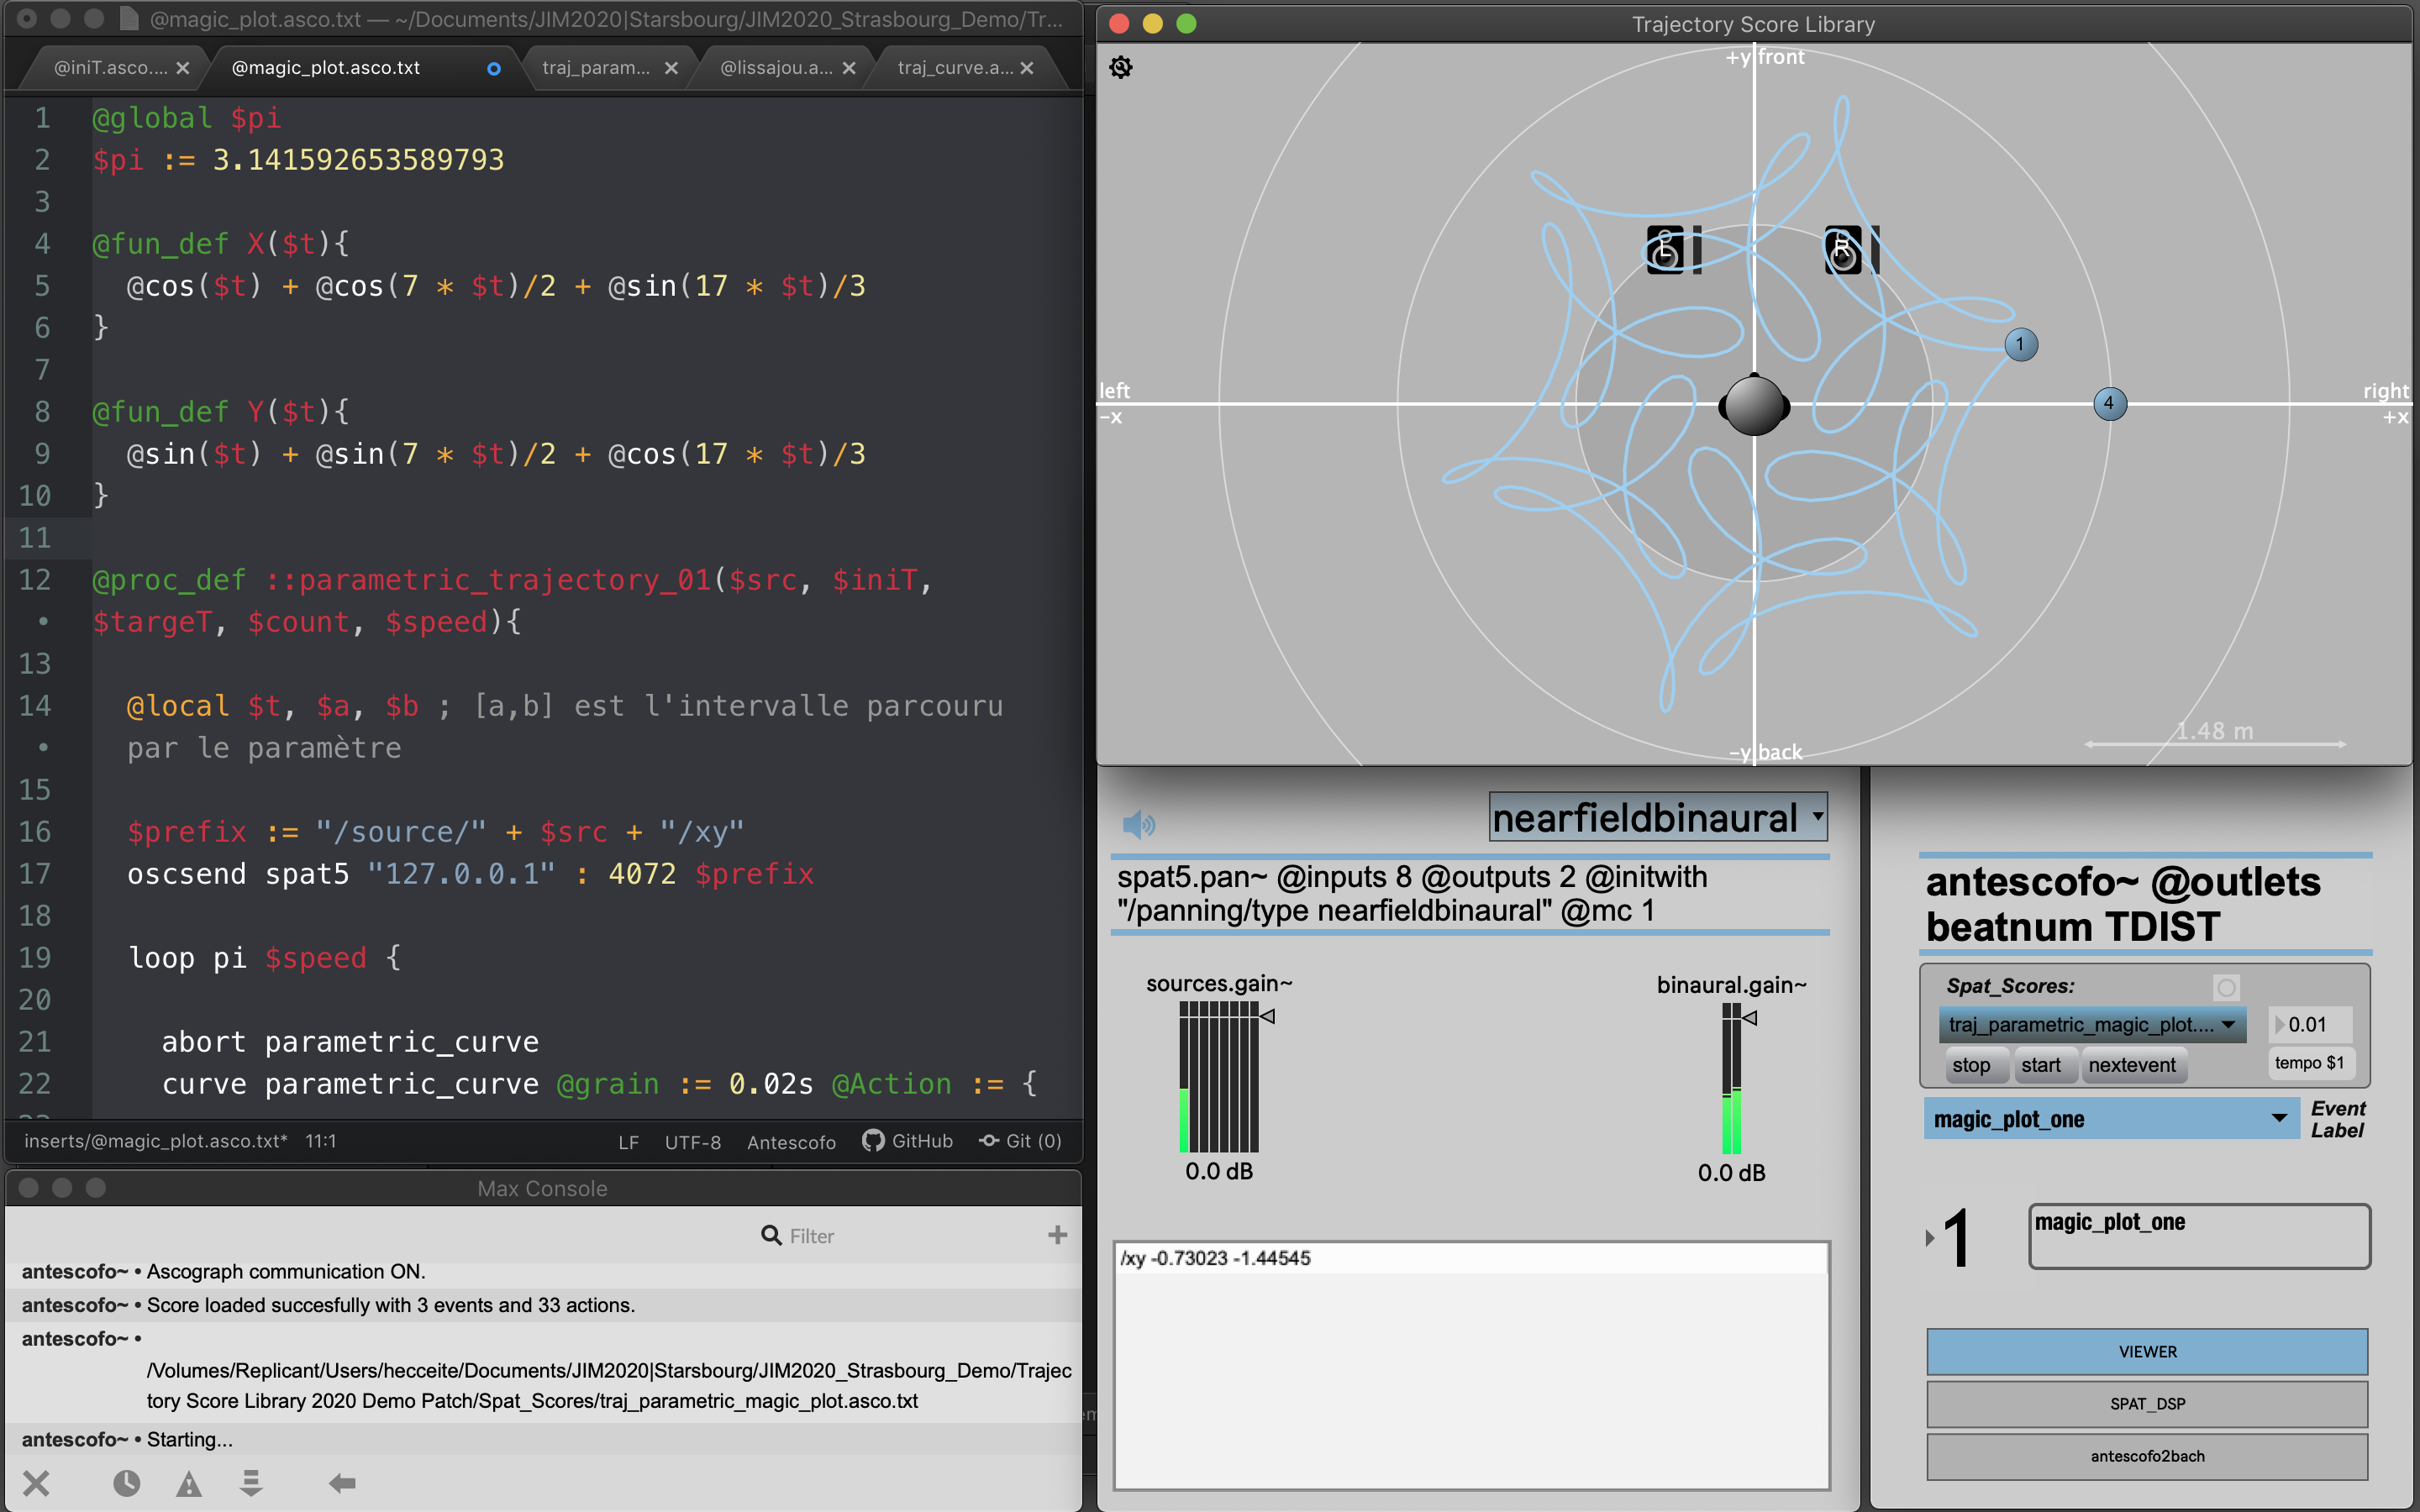 @magic_plot.asco.txt — ~/Documents/JIM2020|Starsbourg/JIM2020_Strasbourg_Demo/Tr...
@iniT.asco....
@magic_plot.asco.txt
traj_param...
@lissajou.a...
traj_curve.a...
1 @global $pi
2 $pi := 3.141592653589793
3
4 @fun_def X($t){
5 @cos($t) + @cos(7 * $t)/2 + @sin(17 * $t)/3
6 }
7
8 @fun_def Y($t){
9 @sin($t) + @sin(7 * $t)/2 + @cos(17 * $t)/3
10 }
11
12 @proc_def ::parametric_trajectory_01($src, $iniT,
• $targeT, $count, $speed){
13
14 @local $t, $a, $b ; [a,b] est l'intervalle parcouru
• par le paramètre
15
16 $prefix := "/source/" + $src + "/xy"
17 oscsend spat5 "127.0.0.1" : 4072 $prefix
18
19 loop pi $speed {
20
21 abort parametric_curve
22 curve parametric_curve @grain := 0.02s @Action := {
inserts/@magic_plot.asco.txt* 11:1 LF UTF-8 Antescofo GitHub Git (0)
Max Console
Filter
antescofo~ • Ascograph communication ON.
antescofo~ • Score loaded succesfully with 3 events and 33 actions.
antescofo~ •
/Volumes/Replicant/Users/hecceite/Documents/JIM2020|Starsbourg/JIM2020_Strasbourg_Demo/Trajec
tory Score Library 2020 Demo Patch/Spat_Scores/traj_parametric_magic_plot.asco.txt
antescofo~ • Starting...
Trajectory Score Library
+y front
L
R
1
left
-x
4
right
+x
1.48 m
-y back
nearfieldbinaural
spat5.pan~ @inputs 8 @outputs 2 @initwith
"/panning/type nearfieldbinaural" @mc 1
sources.gain~
binaural.gain~
0.0 dB
0.0 dB
/xy -0.73023 -1.44545
antescofo~ @outlets
beatnum TDIST
Spat_Scores:
traj_parametric_magic_plot....
0.01
stop
start
nextevent
tempo $1
magic_plot_one
Event
Label
1
magic_plot_one
VIEWER
SPAT_DSP
antescofo2bach